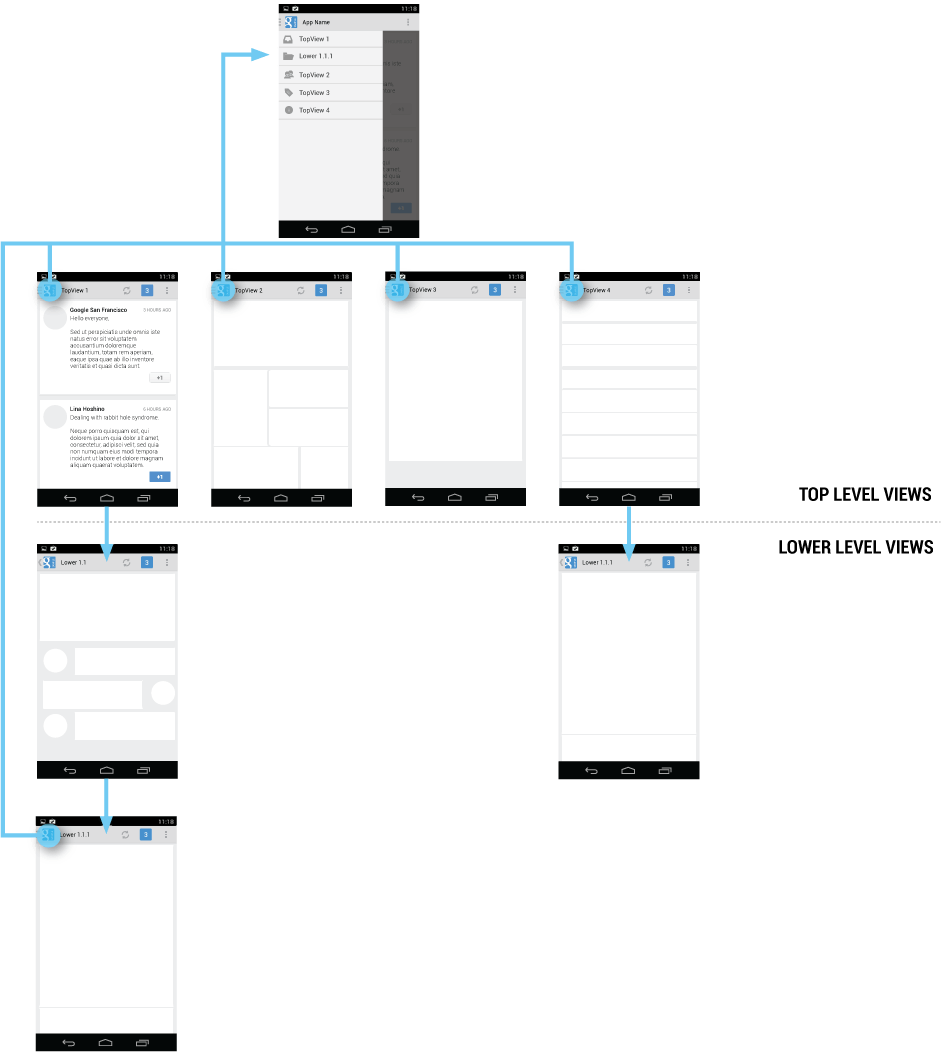 11:18
App Name
TopView 1
Lower 1.1.1
TopView 2
TopView 3
TopView 4
11:18
TopView 1
3
Google San Francisco
3 HOURS AGO
Hello everyone,
Sed ut perspiciatis unde omnis iste
natus error sit voluptatem
accusantium doloremque
laudantium, totam rem aperiam,
eaque ipsa quae ab illo inventore
veritatis et quasi dicta sunt.
+1
Lina Hoshino
6 HOURS AGO
Dealing with rabbit hole syndrome.
Neque porro quisquam est, qui
dolorem ipsum quia dolor sit amet,
consectetur, adipisci velit, sed quia
non numquam eius modi tempora
incidunt ut labore et dolore magnam
aliquam quaerat voluptatem.
+1
11:18
TopView 2
3
11:18
TopView 3
3
11:18
TopView 4
3
TOP LEVEL VIEWS
LOWER LEVEL VIEWS
11:18
Lower 1.1
3
11:18
Lower 1.1.1
3
11:18
Lower 1.1.1
3